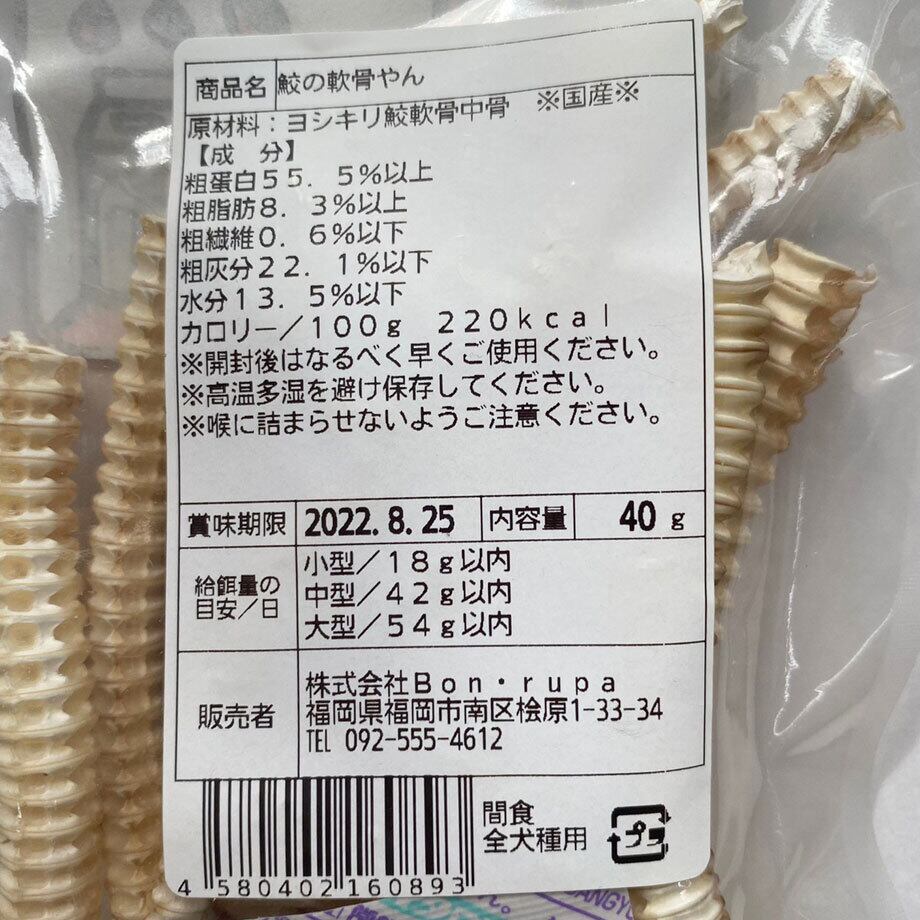 商品名 鮫の軟骨やん
原材料：ヨシキリ鮫軟骨中骨 ※国産※
【成 分】
粗蛋白５５．５％以上
粗脂肪８．３％以上
粗繊維０．６％以下
粗灰分２２．１％以下
水分１３．５％以下
カロリー／１００ｇ ２２０ｋｃａｌ
※開封後はなるべく早くご使用ください。
※高温多湿を避け保存してください。
※喉に詰まらせないようご注意ください。
賞味期限 2022.8.25 内容量 40 g
給餌量の
目安／日
小型／１８ｇ以内
中型／４２ｇ以内
大型／５４ｇ以内
販売者
株式会社Ｂｏｎ・ｒｕｐａ
福岡県福岡市南区桧原1-33-34
TEL 092-555-4612
間食
全犬種用
プラ
4 580402 160893